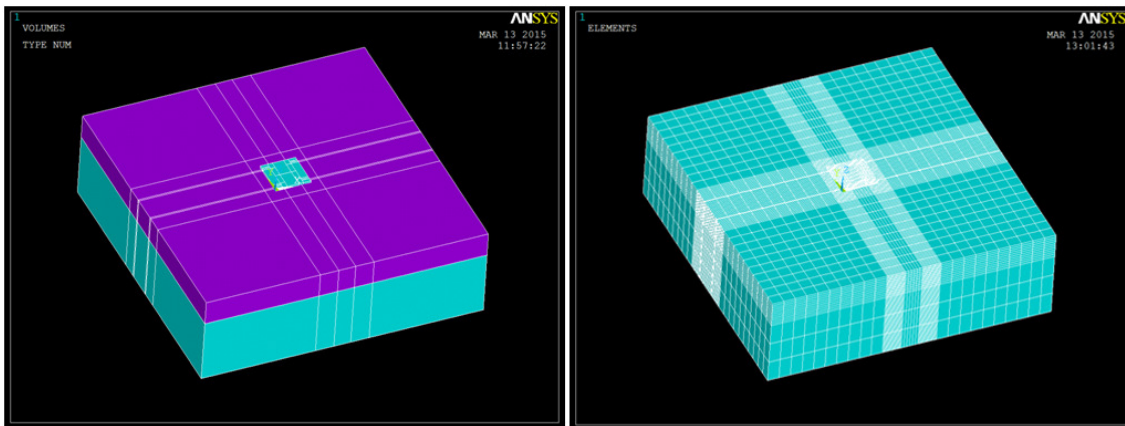 1
VOLUMES
TYPE NUM
ANSYS
MAR 13 2015
11:57:22
1
ELEMENTS
ANSYS
MAR 13 2015
13:01:43